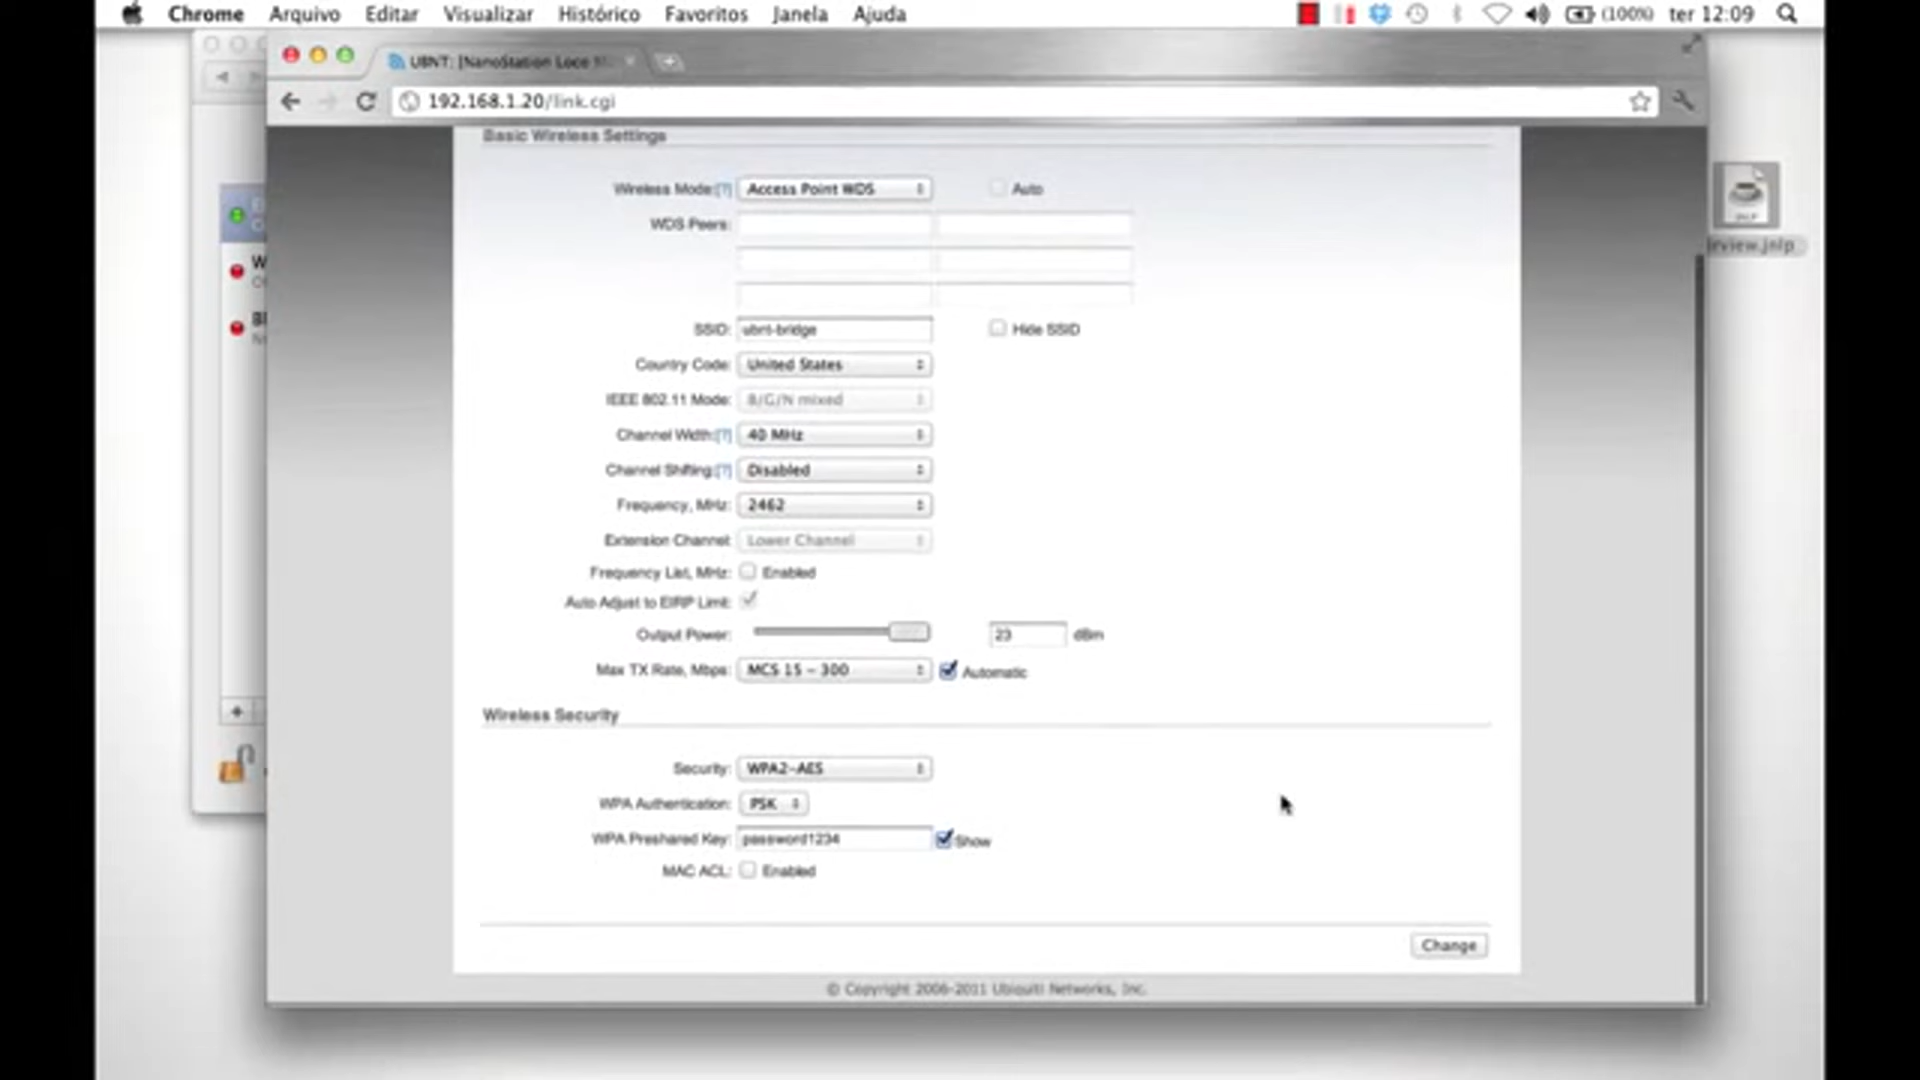 Chrome Arquivo Editar Visualizar Histórico Favoritos Janela Ajuda (100%) ter 12:09
UBNT: [NanoStation Loco
192.168.1.20/link.cgi
Basic Wireless Settings
Wireless Mode:[?] Access Point WDS Auto
WDS Peers:
SSID: ubnt-bridge Hide SSID
Country Code: United States
IEEE 802.11 Mode: B/G/N mixed
Channel Width:[?] 40 MHz
Channel Shifting:[?] Disabled
Frequency, MHz: 2462
Extension Channel: Lower Channel
Frequency List, MHz: Enabled
Auto Adjust to EIRP Limit:
Output Power: 23 dBm
Max TX Rate, Mbps: MCS 15 - 300 Automatic
Wireless Security
Security: WPA2-AES
WPA Authentication: PSK
WPA Preshared Key: password1234 Show
MAC ACL: Enabled
Change
© Copyright 2006-2011 Ubiquiti Networks, Inc.
irview.jnlp